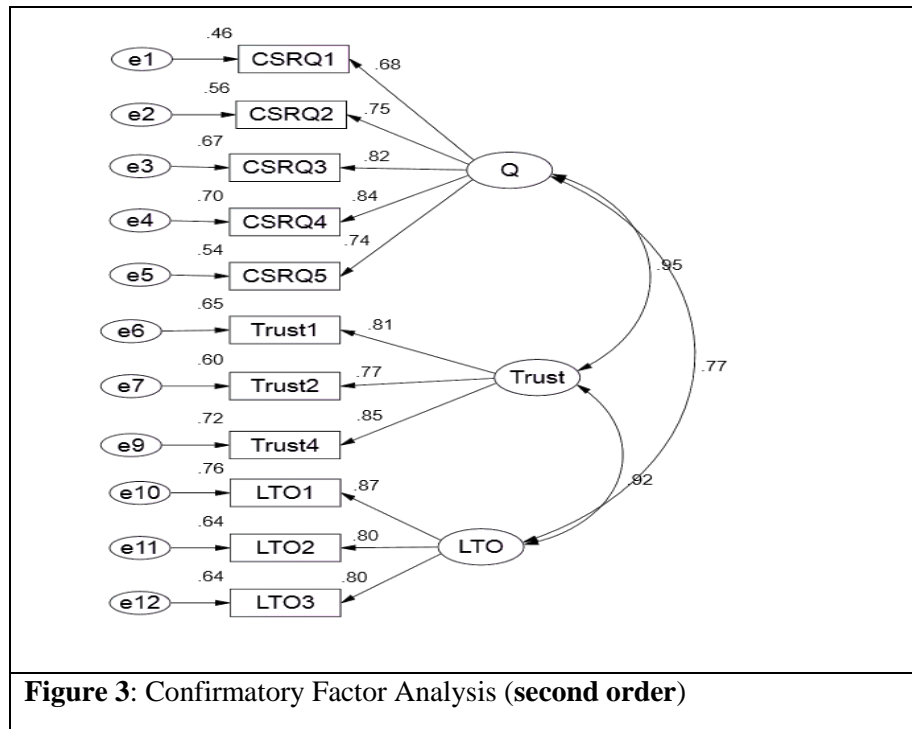 .46
e1 CSRQ1 .68
.56
e2 CSRQ2 .75
.67
e3 CSRQ3 .82 Q
.70
e4 CSRQ4 .84
.74
.54
e5 CSRQ5 .95
.65
e6 Trust1 .81
.60
e7 Trust2 .77 Trust .77
.72
e9 Trust4 .85
.76
e10 LTO1 .87 .92
.64
e11 LTO2 .80 LTO
.64
e12 LTO3 .80
Figure 3: Confirmatory Factor Analysis (second order)